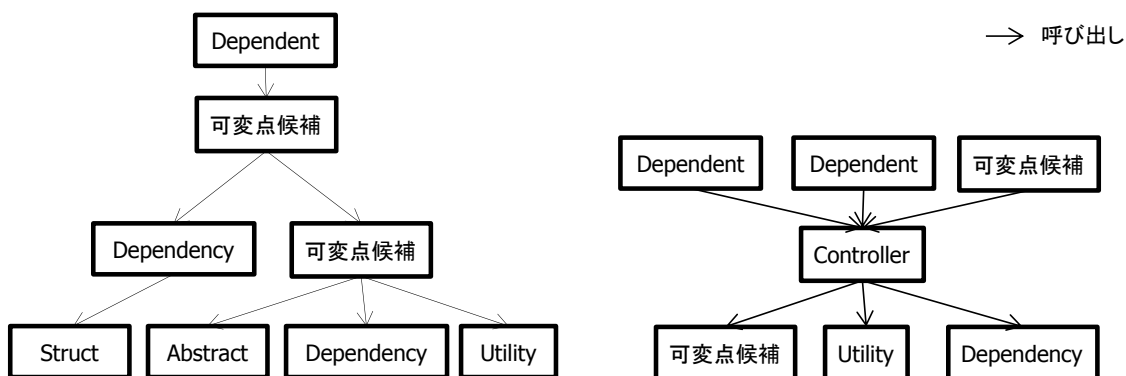 Dependent
→ 呼び出し
可変点候補
Dependent
Dependent
可変点候補
Dependency
可変点候補
Controller
Struct
Abstract
Dependency
Utility
可変点候補
Utility
Dependency